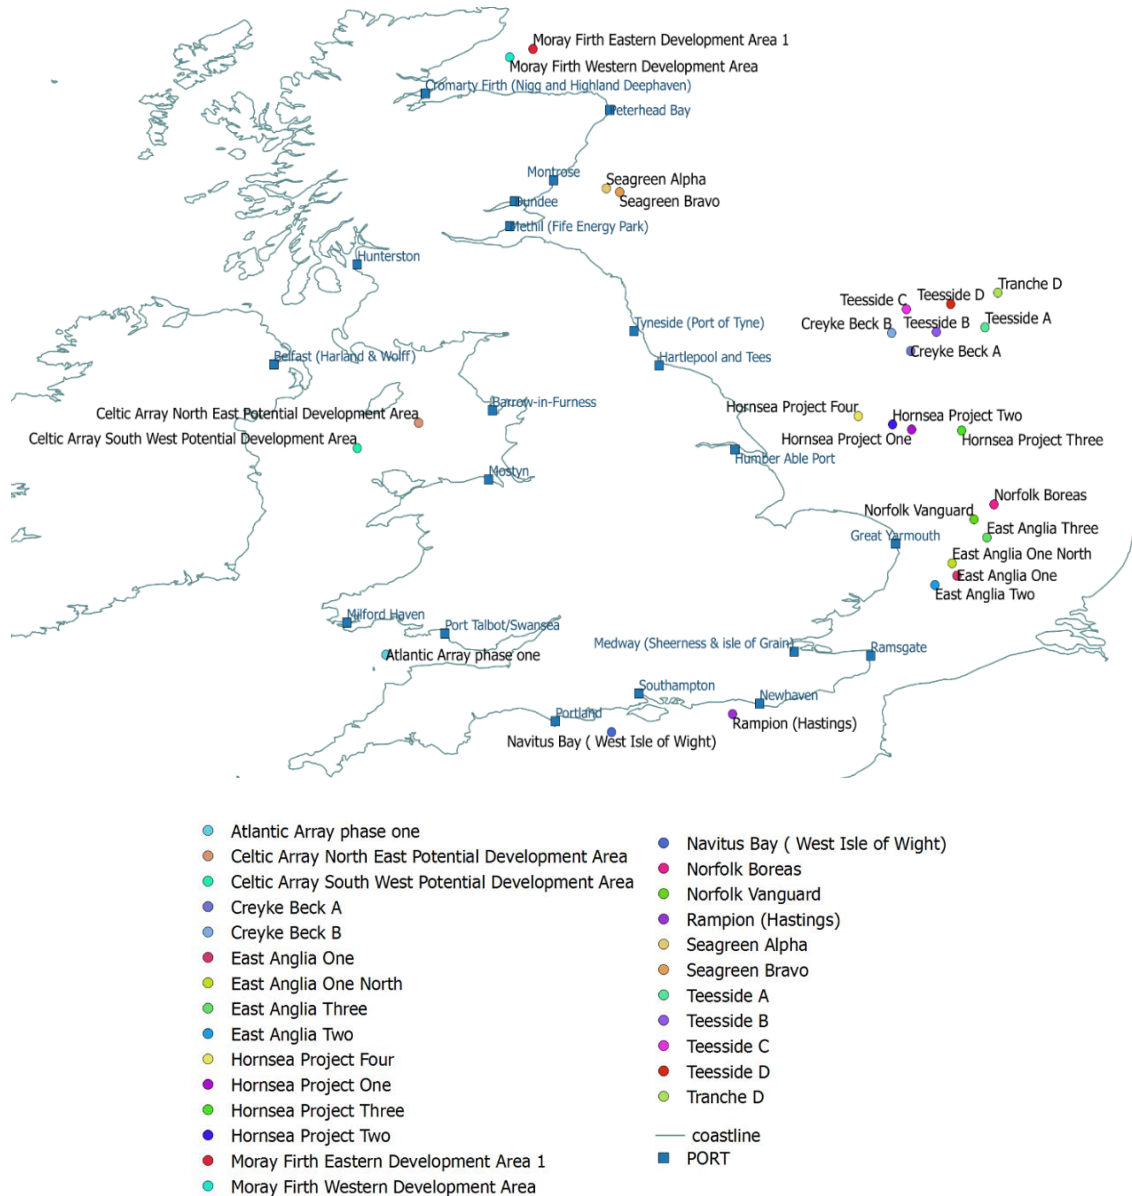 Moray Firth Eastern Development Area 1
Moray Firth Western Development Area
Cromarty Firth (Nigg and Highland Deephaven)
Peterhead Bay
Montrose
Seagreen Alpha
Dundee
Seagreen Bravo
Methil (Fife Energy Park)
Hunterston
Tranche D
Teesside C
Teesside D
Tyneside (Port of Tyne)
Creyke Beck B
Teesside B
Teesside A
Belfast (Harland & Wolff)
Hartlepool and Tees
Creyke Beck A
Barrow-in-Furness
Celtic Array North East Potential Development Area
Hornsea Project Four
Hornsea Project Two
Celtic Array South West Potential Development Area
Hornsea Project One
Hornsea Project Three
Humber Able Port
Mostyn
Norfolk Boreas
Norfolk Vanguard
East Anglia Three
Great Yarmouth
East Anglia One North
East Anglia One
East Anglia Two
Milford Haven
Port Talbot/Swansea
Medway (Sheerness & isle of Grain)
Ramsgate
Atlantic Array phase one
Southampton
Newhaven
Portland
Rampion (Hastings)
Navitus Bay ( West Isle of Wight)
Atlantic Array phase one
Celtic Array North East Potential Development Area
Celtic Array South West Potential Development Area
Creyke Beck A
Creyke Beck B
East Anglia One
East Anglia One North
East Anglia Three
East Anglia Two
Hornsea Project Four
Hornsea Project One
Hornsea Project Three
Hornsea Project Two
Moray Firth Eastern Development Area 1
Moray Firth Western Development Area
Navitus Bay ( West Isle of Wight)
Norfolk Boreas
Norfolk Vanguard
Rampion (Hastings)
Seagreen Alpha
Seagreen Bravo
Teesside A
Teesside B
Teesside C
Teesside D
Tranche D
coastline
PORT